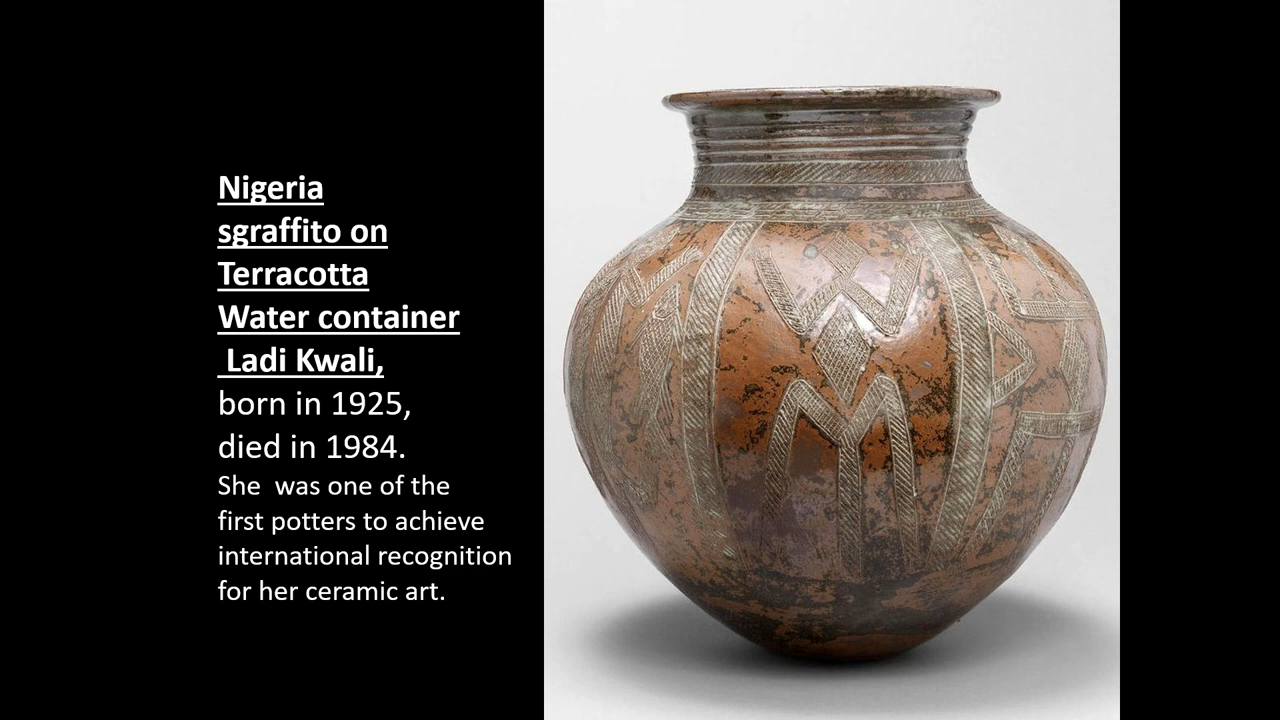 Nigeria
sgraffito on
Terracotta
Water container
Ladi Kwali,
born in 1925,
died in 1984.
She was one of the
first potters to achieve
international recognition
for her ceramic art.